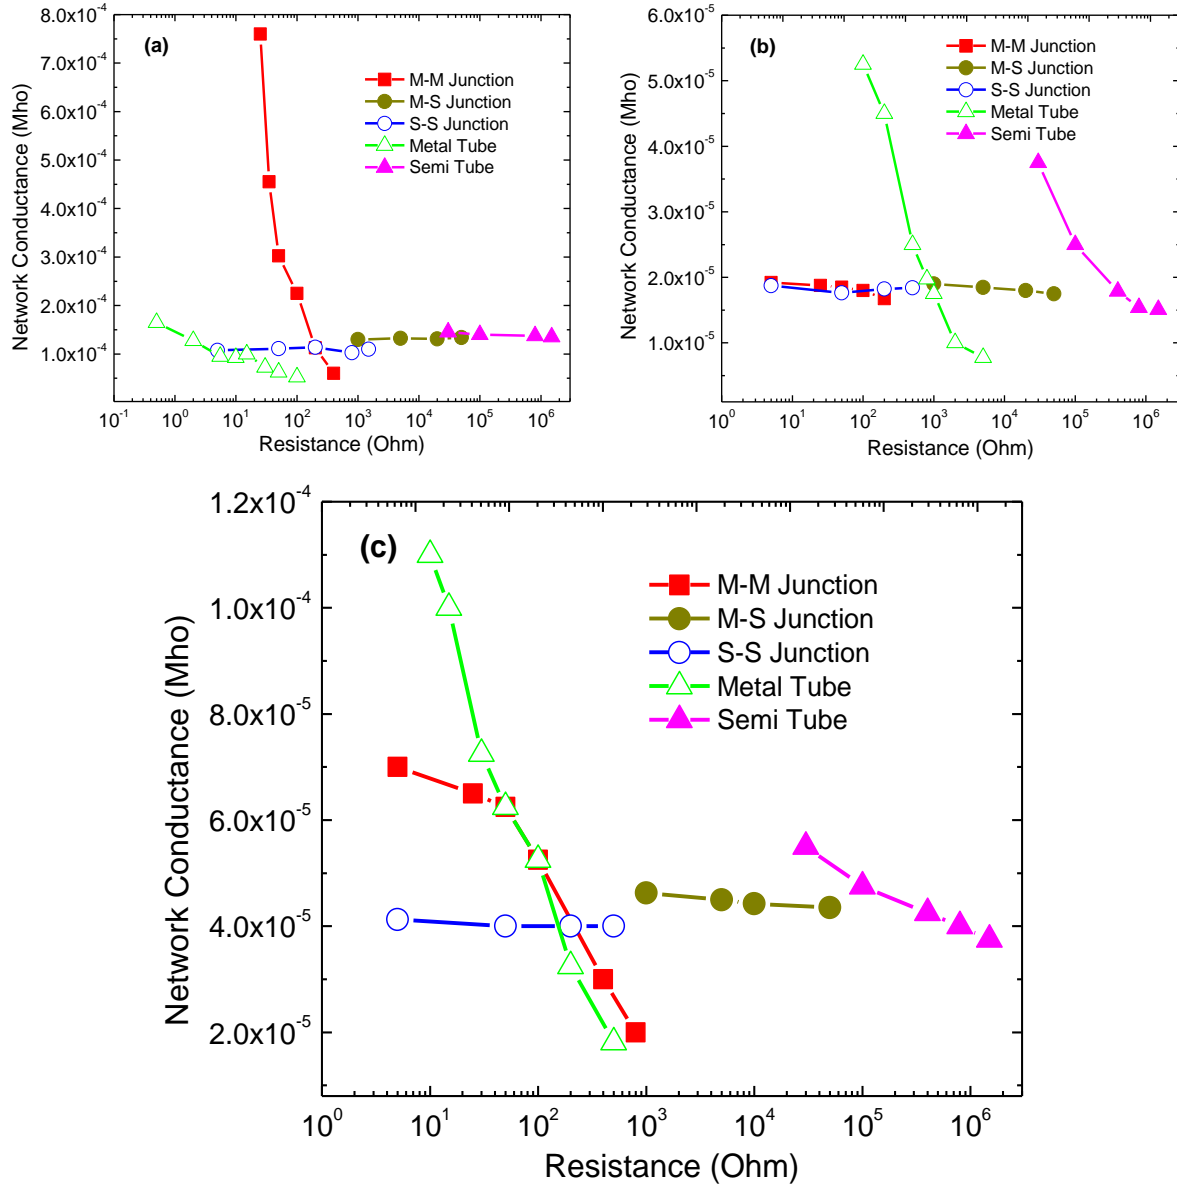 (a)
8.0x10⁻⁴
7.0x10⁻⁴
6.0x10⁻⁴
5.0x10⁻⁴
4.0x10⁻⁴
3.0x10⁻⁴
2.0x10⁻⁴
1.0x10⁻⁴
Network Conductance (Mho)
M-M Junction
M-S Junction
S-S Junction
Metal Tube
Semi Tube
10⁻¹ 10⁰ 10¹ 10² 10³ 10⁴ 10⁵ 10⁶
Resistance (Ohm)
(b)
6.0x10⁻⁵
5.0x10⁻⁵
4.0x10⁻⁵
3.0x10⁻⁵
2.0x10⁻⁵
1.0x10⁻⁵
Network Conductance (Mho)
M-M Junction
M-S Junction
S-S Junction
Metal Tube
Semi Tube
10⁰ 10¹ 10² 10³ 10⁴ 10⁵ 10⁶
Resistance (Ohm)
(c)
1.2x10⁻⁴
1.0x10⁻⁴
8.0x10⁻⁵
6.0x10⁻⁵
4.0x10⁻⁵
2.0x10⁻⁵
Network Conductance (Mho)
M-M Junction
M-S Junction
S-S Junction
Metal Tube
Semi Tube
10⁰ 10¹ 10² 10³ 10⁴ 10⁵ 10⁶
Resistance (Ohm)